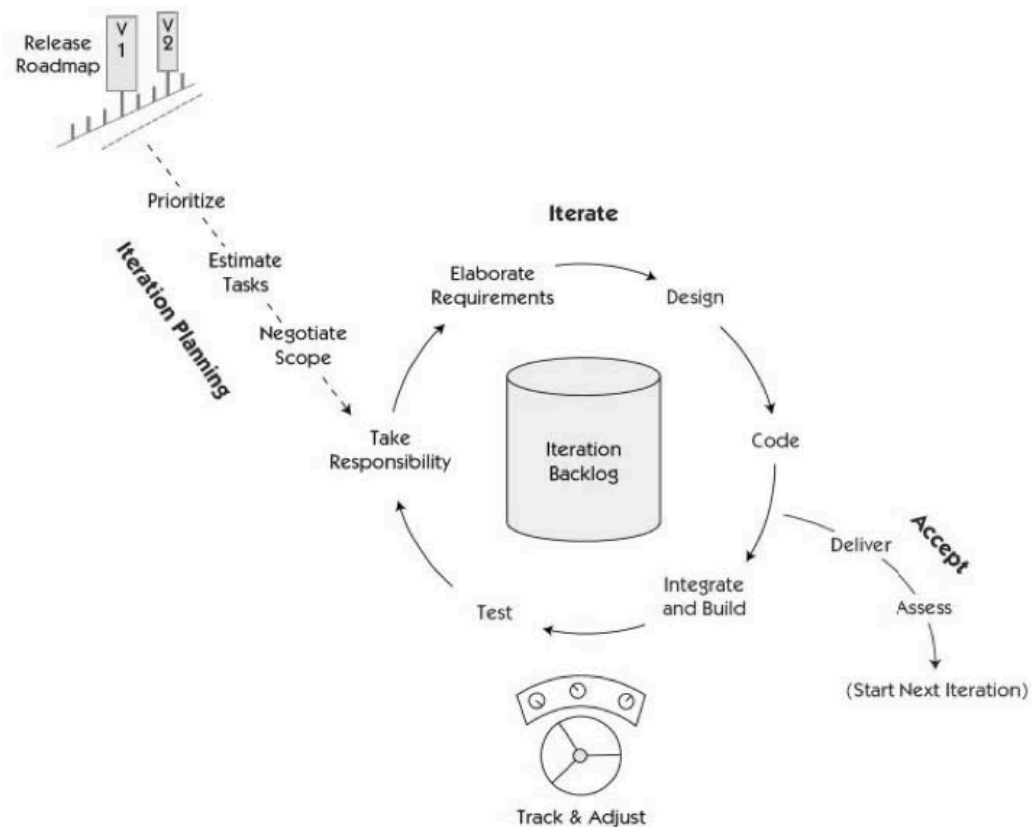 Release
Roadmap
V
1
V
2
Prioritize
Estimate
Tasks
Negotiate
Scope
Iteration Planning
Take
Responsibility
Iterate
Elaborate
Requirements
Design
Code
Iteration
Backlog
Integrate
and Build
Test
Deliver
Accept
Assess
(Start Next Iteration)
Track & Adjust